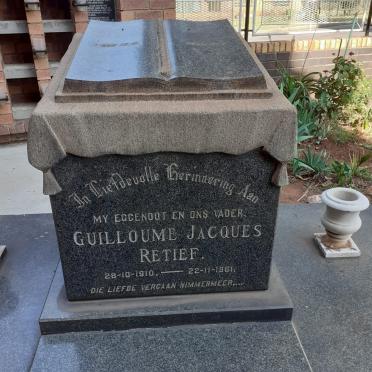 In Liefdevolle Herinnering Aan
MY EGGENOOT EN ONS VADER,
GUILLOUME JACQUES
RETIEF.
28-10-1910. — 22-11-1961.
DIE LIEFDE VERGAAN NIMMERMEER....